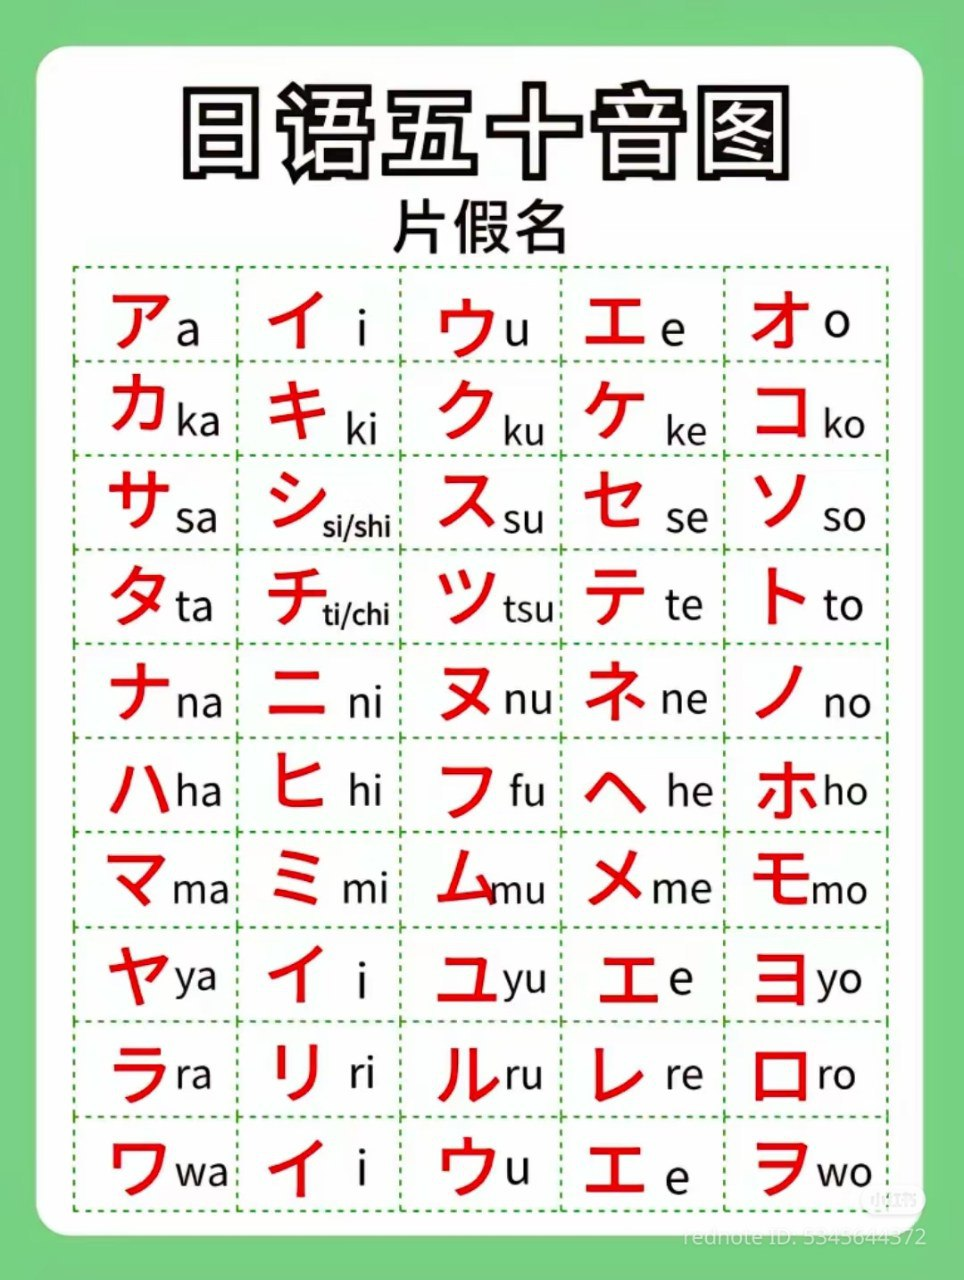 日语五十音图
片假名
ア a イ i ウ u エ e オ o
カ ka キ ki ク ku ケ ke コ ko
サ sa シ si/shi ス su セ se ソ so
タ ta チ ti/chi ツ tsu テ te ト to
ナ na ニ ni ヌ nu ネ ne ノ no
ハ ha ヒ hi フ fu ヘ he ホ ho
マ ma ミ mi ム mu メ me モ mo
ヤ ya イ i ユ yu エ e ヨ yo
ラ ra リ ri ル ru レ re ロ ro
ワ wa イ i ウ u エ e ヲ wo
小红书
rednote ID: 5345644372